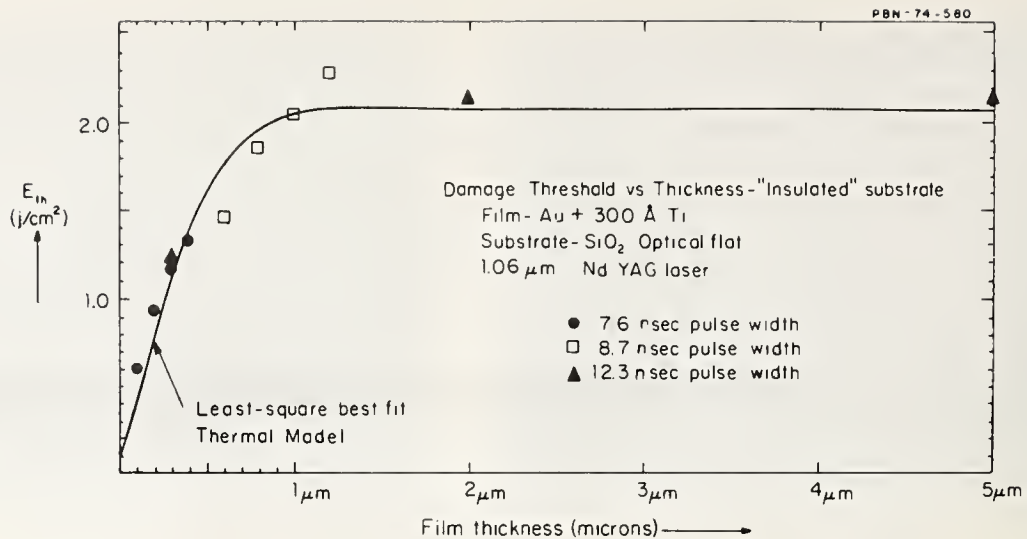 PBN-74-580
2.0
E_th
(j/cm²)
1.0
Damage Threshold vs Thickness-"Insulated" substrate
Film- Au + 300 Å Ti
Substrate- SiO₂ Optical flat
1.06 μm Nd YAG laser
● 7.6 nsec pulse width
□ 8.7 nsec pulse width
▲ 12.3 nsec pulse width
Least-square best fit
Thermal Model
1μm 2μm 3μm 4μm 5μm
Film thickness (microns)